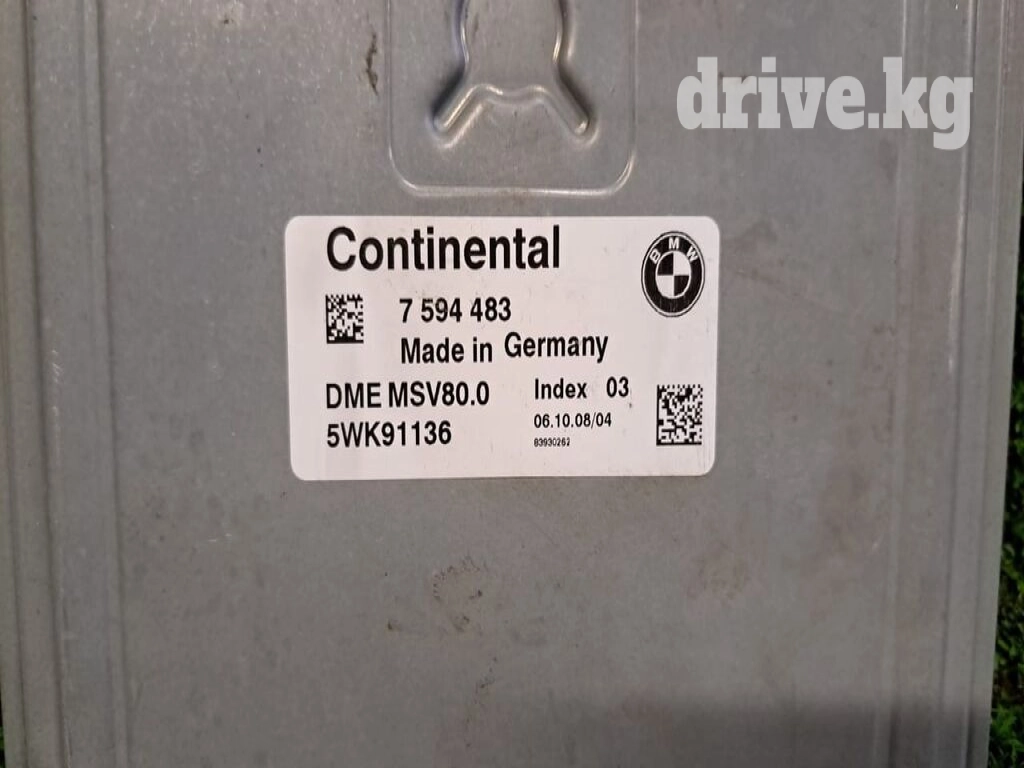 drive.kg
Continental
BMW
7 594 483
Made in Germany
DME MSV80.0
Index 03
5WK91136
06.10.08/04
83930262